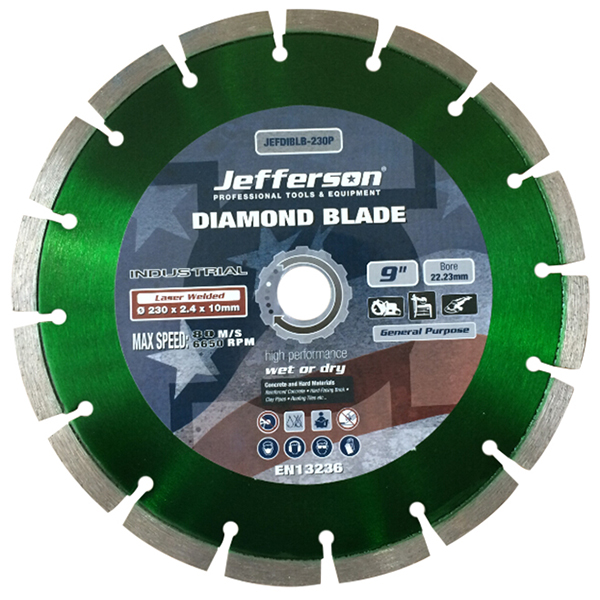 JEFDIBLB-230P
Jefferson
PROFESSIONAL TOOLS & EQUIPMENT
DIAMOND BLADE
INDUSTRIAL
Laser Welded
Ø 230 x 2.4 x 10mm
MAX SPEED: 80 M/S
6650 RPM
9"
Bore
22.23mm
General Purpose
high performance
wet or dry
Concrete and Hard Materials
Reinforced Concrete • Hard Facing Brick •
Clay Pipes • Roofing Tiles etc...
EN13236